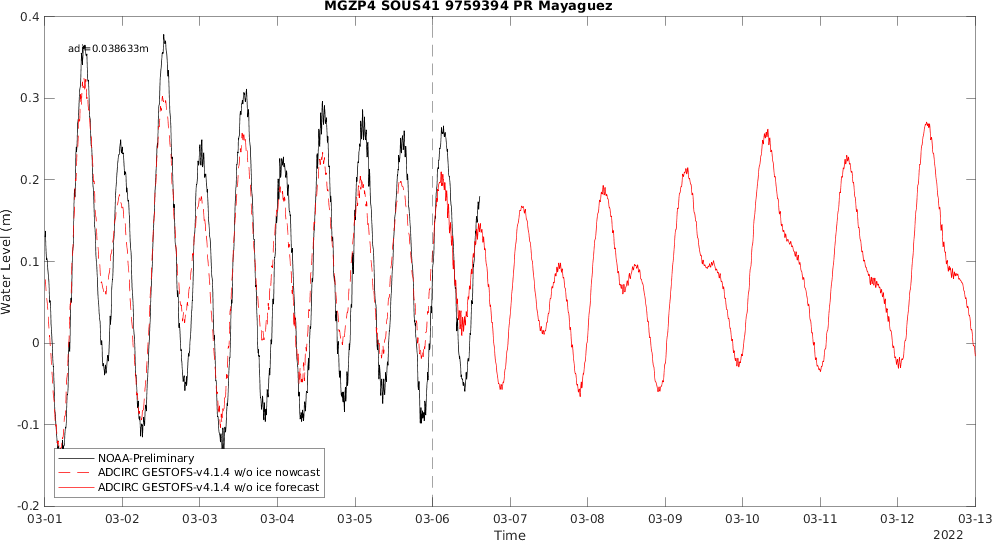 MGZP4 SOUS41 9759394 PR Mayaguez
adj=0.038633m
0.4
0.3
0.2
0.1
0
-0.1
-0.2
Water Level (m)
NOAA-Preliminary
ADCIRC GESTOFS-v4.1.4 w/o ice nowcast
ADCIRC GESTOFS-v4.1.4 w/o ice forecast
03-01 03-02 03-03 03-04 03-05 03-06 03-07 03-08 03-09 03-10 03-11 03-12 03-13
Time
2022